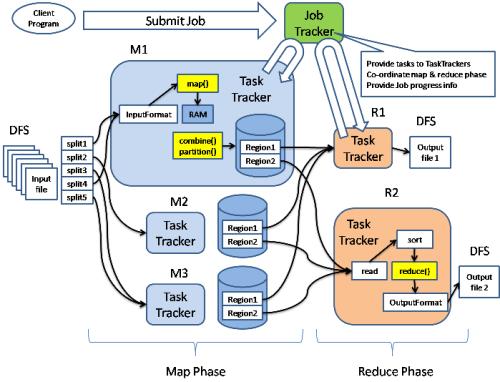 Client
Program
Submit Job
Job
Tracker
Provide tasks to TaskTrackers
Co-ordinate map & reduce phase
Provide Job progress info
M1
Task
Tracker
map()
InputFormat
RAM
combine()
partition()
Region1
Region2
DFS
Input
file
split1
split2
split3
split4
split5
M2
Task
Tracker
Region1
Region2
M3
Task
Tracker
Region1
Region2
R1
Task
Tracker
DFS
Output
file 1
R2
Task
Tracker
sort
read
reduce()
OutputFormat
DFS
Output
file 2
Map Phase
Reduce Phase